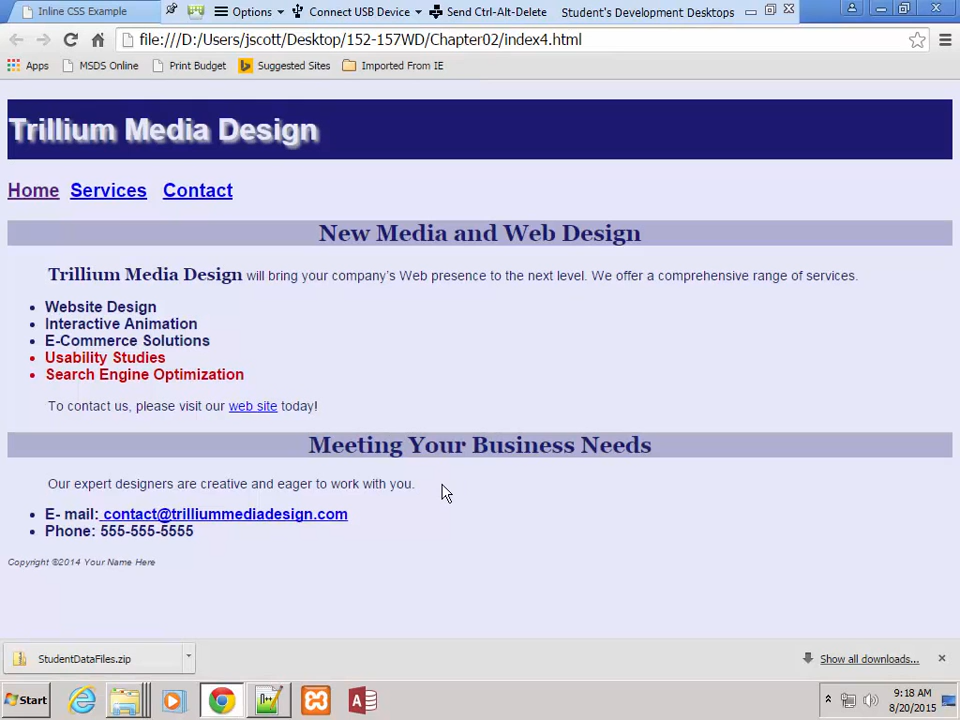 Inline CSS Example
Options
Connect USB Device
Send Ctrl-Alt-Delete
Student's Development Desktops
file:///D:/Users/jscott/Desktop/152-157WD/Chapter02/index4.html
Apps
MSDS Online
Print Budget
Suggested Sites
Imported From IE
Trillium Media Design
Home Services Contact
New Media and Web Design
Trillium Media Design will bring your company's Web presence to the next level. We offer a comprehensive range of services.
• Website Design
• Interactive Animation
• E-Commerce Solutions
• Usability Studies
• Search Engine Optimization
To contact us, please visit our web site today!
Meeting Your Business Needs
Our expert designers are creative and eager to work with you.
• E- mail: contact@trilliummediadesign.com
• Phone: 555-555-5555
Copyright ©2014 Your Name Here
StudentDataFiles.zip
Show all downloads...
Start
9:18 AM
8/20/2015